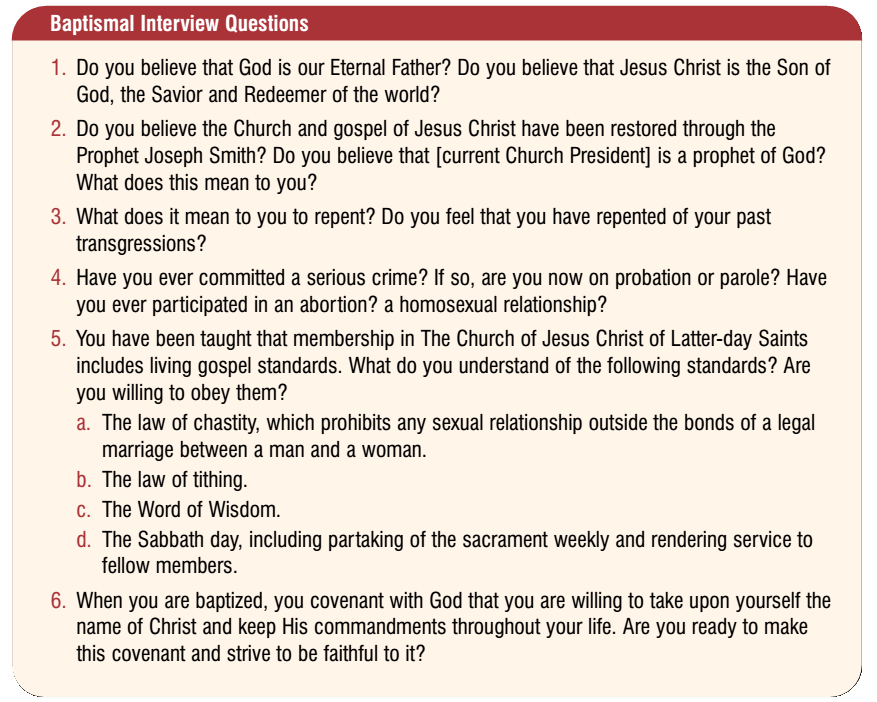 Baptismal Interview Questions
1. Do you believe that God is our Eternal Father? Do you believe that Jesus Christ is the Son of
God, the Savior and Redeemer of the world?
2. Do you believe the Church and gospel of Jesus Christ have been restored through the
Prophet Joseph Smith? Do you believe that [current Church President] is a prophet of God?
What does this mean to you?
3. What does it mean to you to repent? Do you feel that you have repented of your past
transgressions?
4. Have you ever committed a serious crime? If so, are you now on probation or parole? Have
you ever participated in an abortion? a homosexual relationship?
5. You have been taught that membership in The Church of Jesus Christ of Latter-day Saints
includes living gospel standards. What do you understand of the following standards? Are
you willing to obey them?
a. The law of chastity, which prohibits any sexual relationship outside the bonds of a legal
marriage between a man and a woman.
b. The law of tithing.
c. The Word of Wisdom.
d. The Sabbath day, including partaking of the sacrament weekly and rendering service to
fellow members.
6. When you are baptized, you covenant with God that you are willing to take upon yourself the
name of Christ and keep His commandments throughout your life. Are you ready to make
this covenant and strive to be faithful to it?